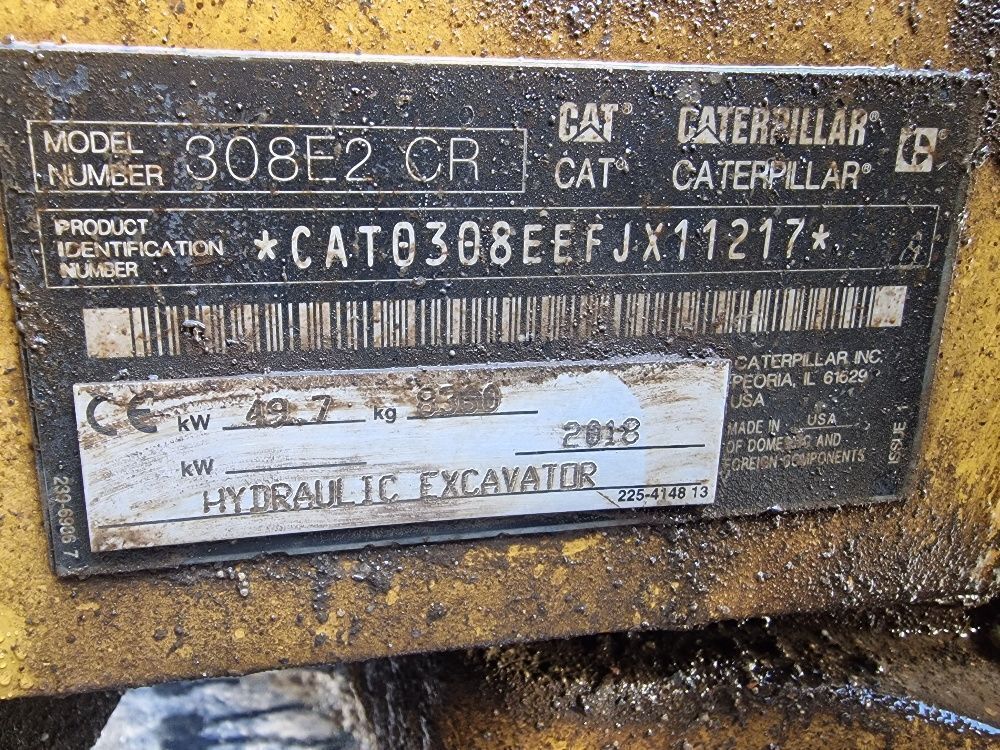 MODEL
NUMBER
308E2 CR
CAT®
CATERPILLAR®
CAT®
CATERPILLAR®
PRODUCT
IDENTIFICATION
NUMBER
*CAT0308EEFJX11217*
CATERPILLAR INC.
PEORIA, IL 61629
USA
MADE IN USA
OF DOMESTIC AND
FOREIGN COMPONENTS
ISSUE 1
CE kW 49.7 kg 8350
2018
kW
HYDRAULIC EXCAVATOR
225-4148 13